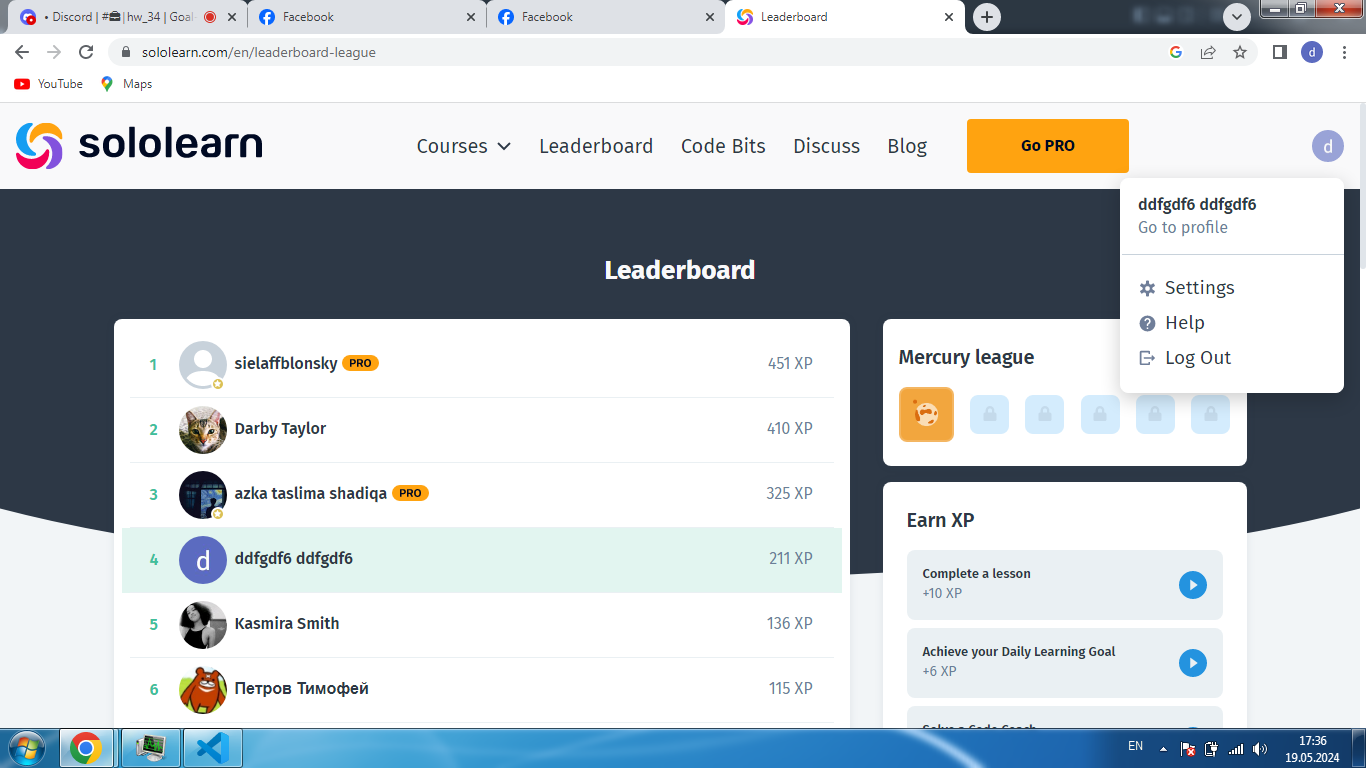 • Discord | #💼|hw_34 | Goal
Facebook
Facebook
Leaderboard
sololearn.com/en/leaderboard-league
d
YouTube
Maps
sololearn
Courses
Leaderboard
Code Bits
Discuss
Blog
Go PRO
d
ddfgdf6 ddfgdf6
Go to profile
Settings
Help
Log Out
Leaderboard
1 sielaffblonsky PRO 451 XP
2 Darby Taylor 410 XP
3 azka taslima shadiqa PRO 325 XP
4 d ddfgdf6 ddfgdf6 211 XP
5 Kasmira Smith 136 XP
6 Петров Тимофей 115 XP
Mercury league
Earn XP
Complete a lesson
+10 XP
Achieve your Daily Learning Goal
+6 XP
Solve a Code Coach
EN
17:36
19.05.2024